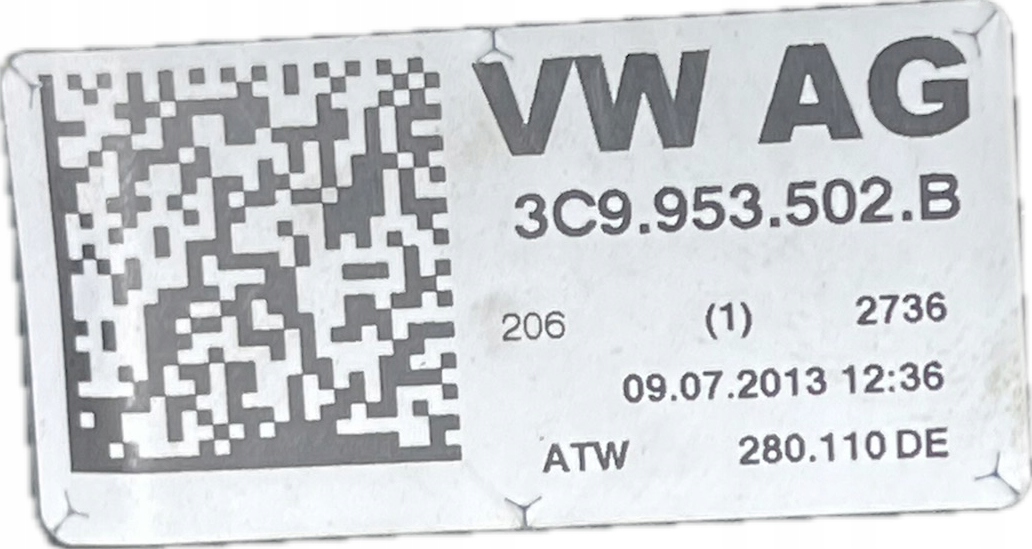 VW AG
3C9.953.502.B
206 (1) 2736
09.07.2013 12:36
ATW 280.110 DE